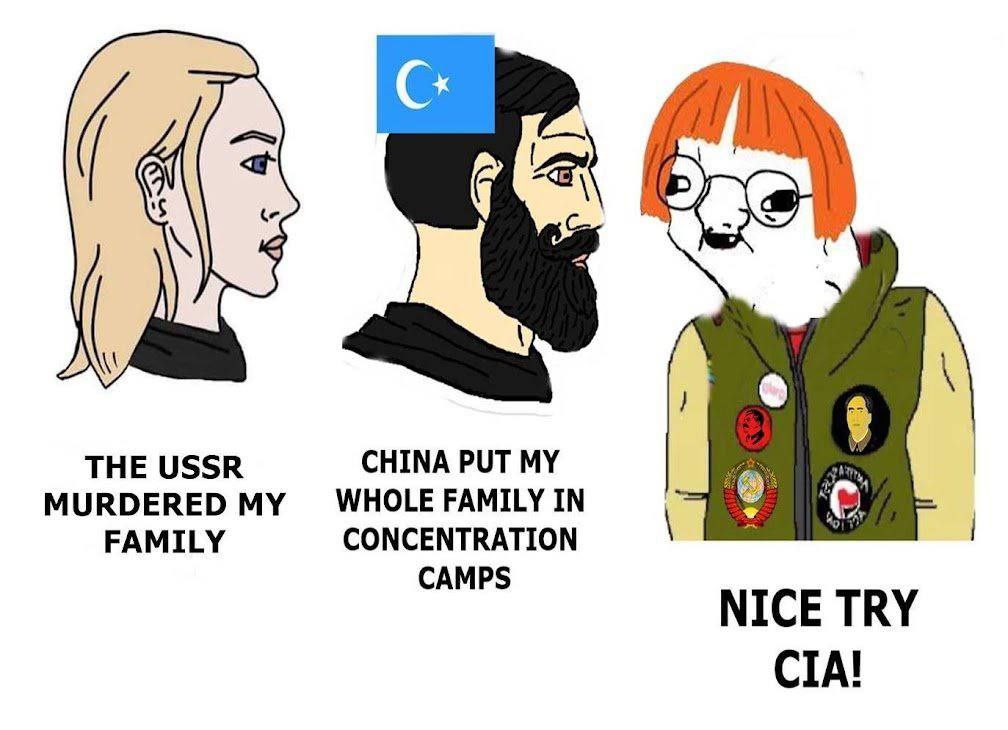 THE USSR
MURDERED MY
FAMILY
CHINA PUT MY
WHOLE FAMILY IN
CONCENTRATION
CAMPS
NICE TRY
CIA!